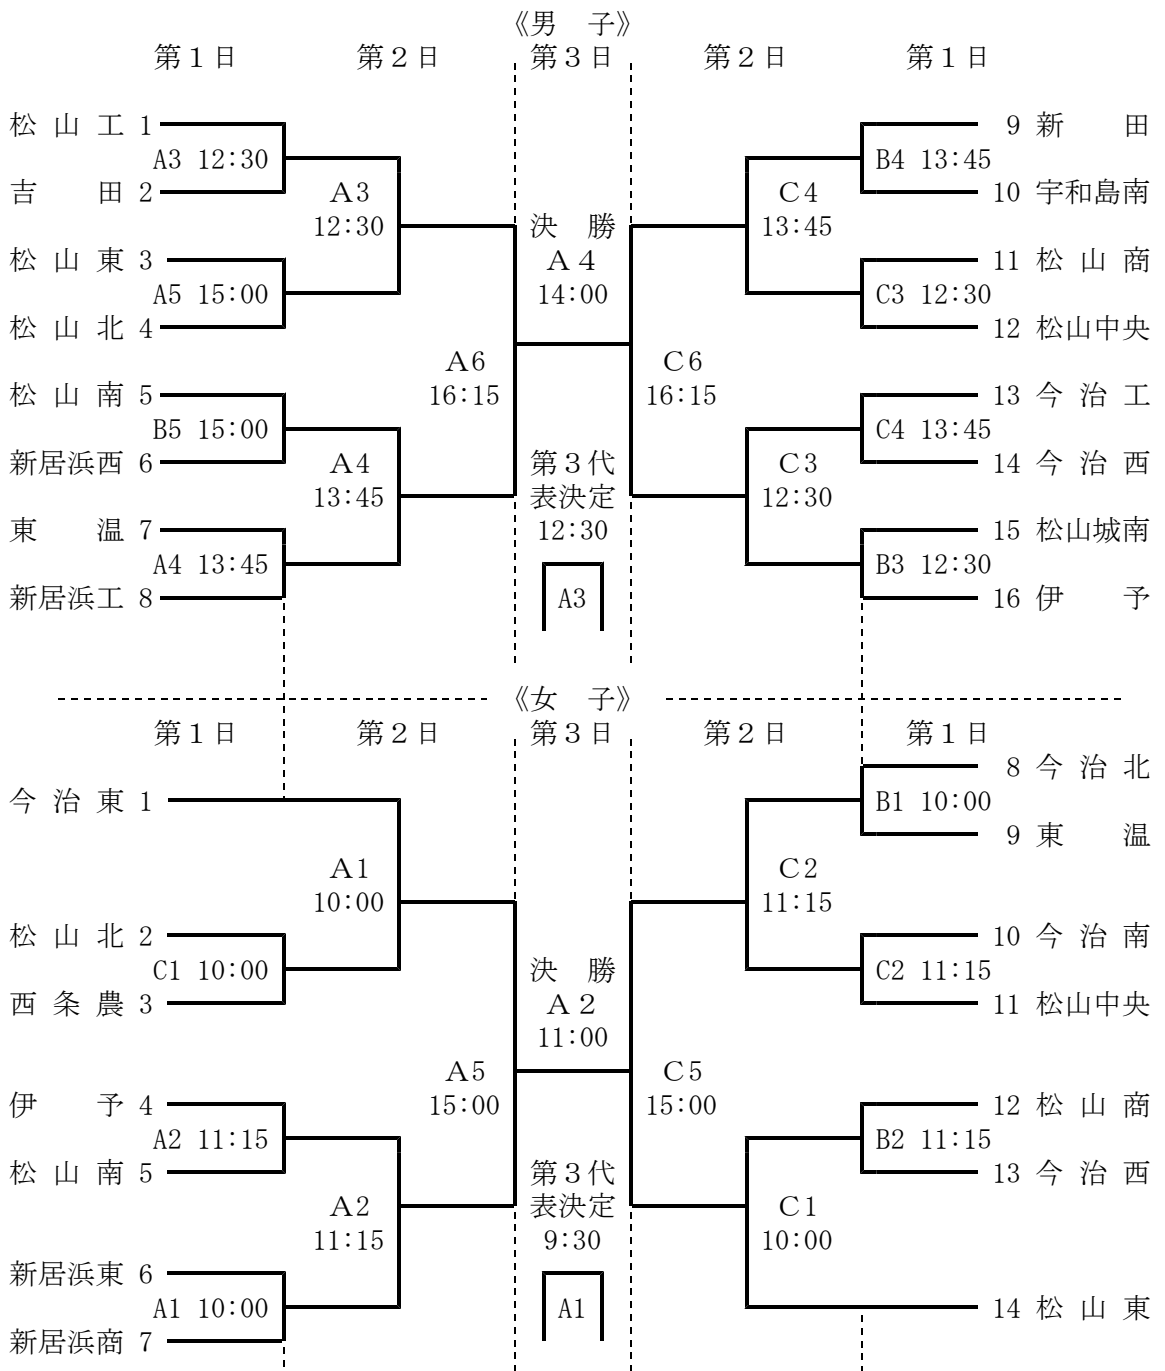 《男　子》
第１日 第２日 第３日 第２日 第１日
松 山 工 1
A3 12:30
吉　　田 2
A3
12:30
松 山 東 3
A5 15:00
松 山 北 4
A6
16:15
松 山 南 5
B5 15:00
新居浜西 6
A4
13:45
東　　温 7
A4 13:45
新居浜工 8
決　勝
A 4
14:00
第３代
表決定
12:30
A3
9 新　　田
B4 13:45
10 宇和島南
C4
13:45
11 松 山 商
C3 12:30
12 松山中央
C6
16:15
13 今 治 工
C4 13:45
14 今 治 西
C3
12:30
15 松山城南
B3 12:30
16 伊　　予
《女　子》
第１日 第２日 第３日 第２日 第１日
今 治 東 1
A1
10:00
松 山 北 2
C1 10:00
西 条 農 3
A5
15:00
伊　　予 4
A2 11:15
松 山 南 5
A2
11:15
新居浜東 6
A1 10:00
新居浜商 7
決　勝
A 2
11:00
第３代
表決定
9:30
A1
8 今 治 北
B1 10:00
9 東　　温
C2
11:15
10 今 治 南
C2 11:15
11 松山中央
C5
15:00
12 松 山 商
B2 11:15
13 今 治 西
C1
10:00
14 松 山 東